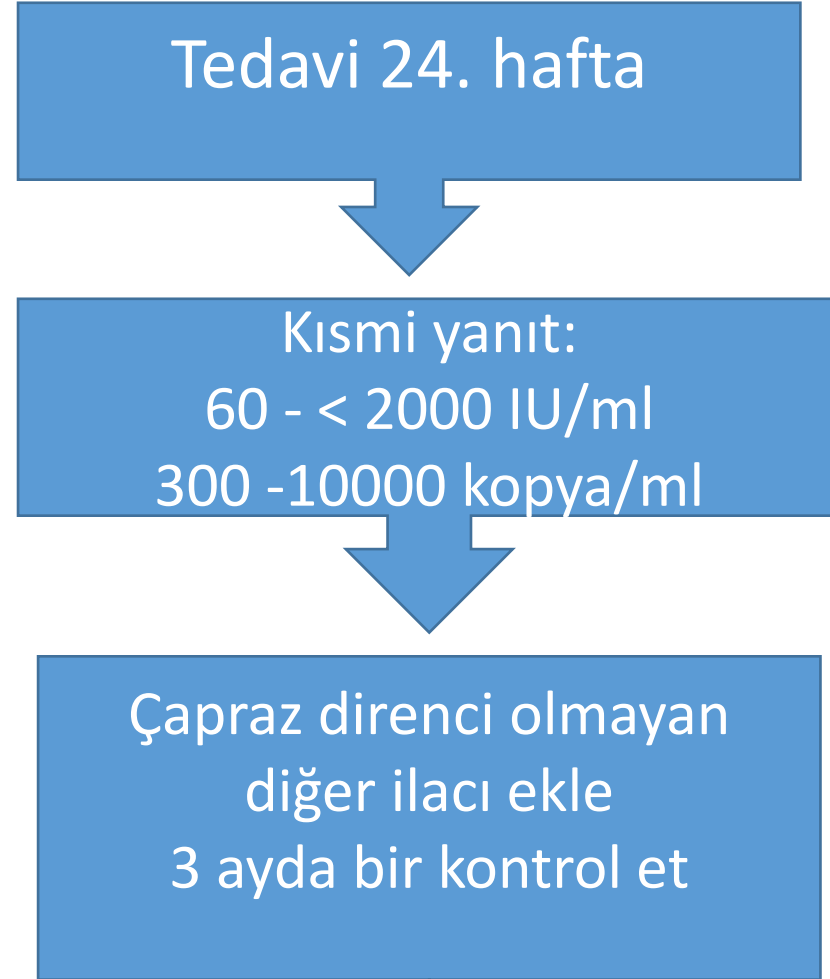 Tedavi 24. hafta
Kısmi yanıt:
60 - < 2000 IU/ml
300 -10000 kopya/ml
Çapraz direnci olmayan
diğer ilacı ekle
3 ayda bir kontrol et